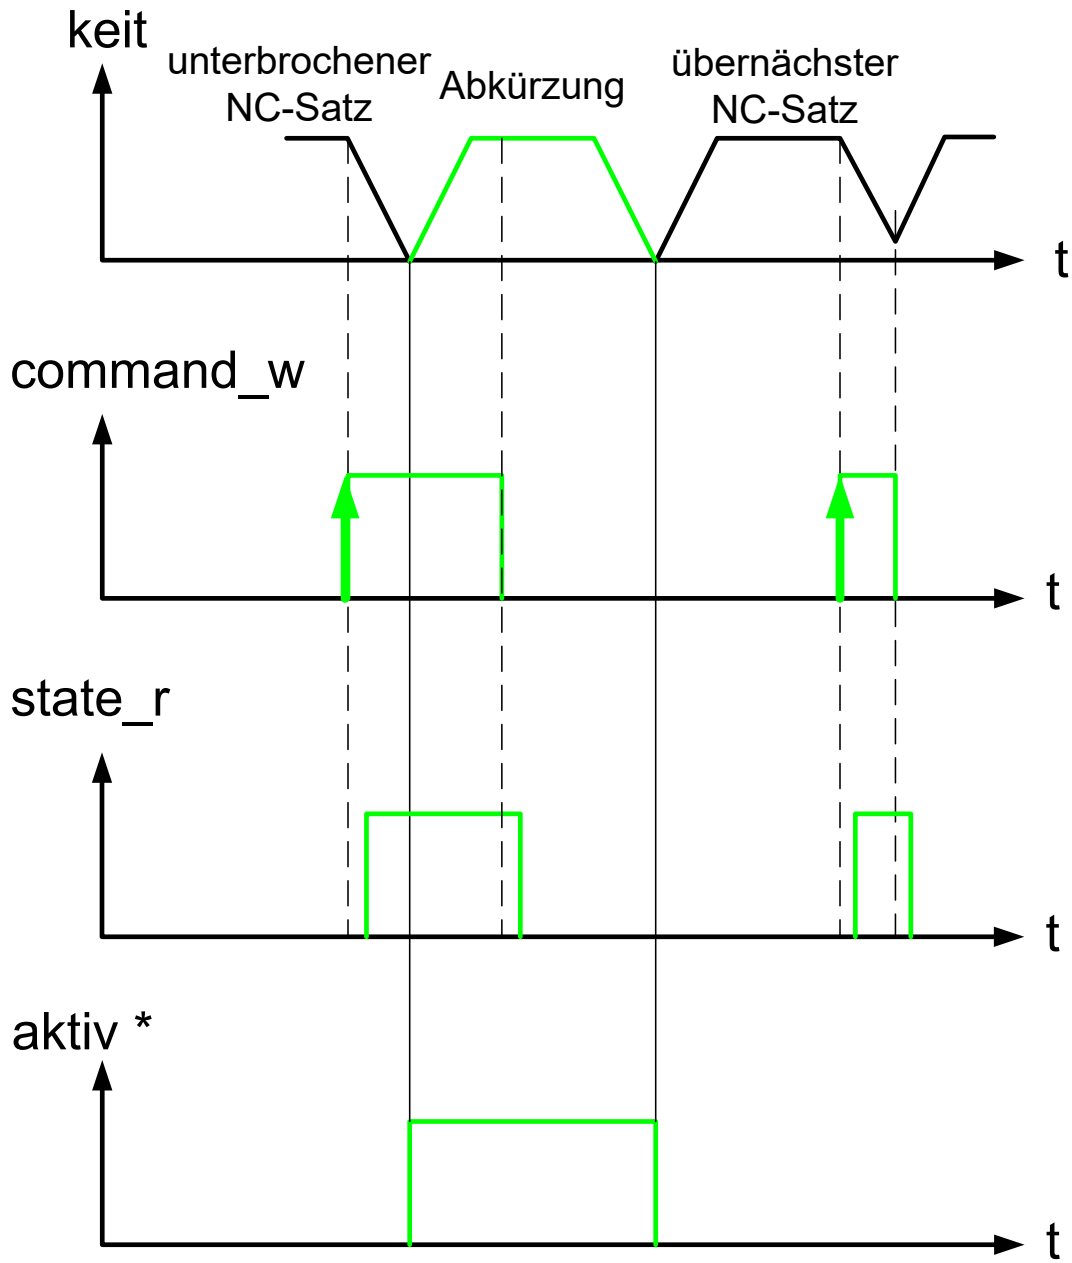 keit
unterbrochener
NC-Satz
Abkürzung
übernächster
NC-Satz
t
command_w
t
state_r
t
aktiv *
t